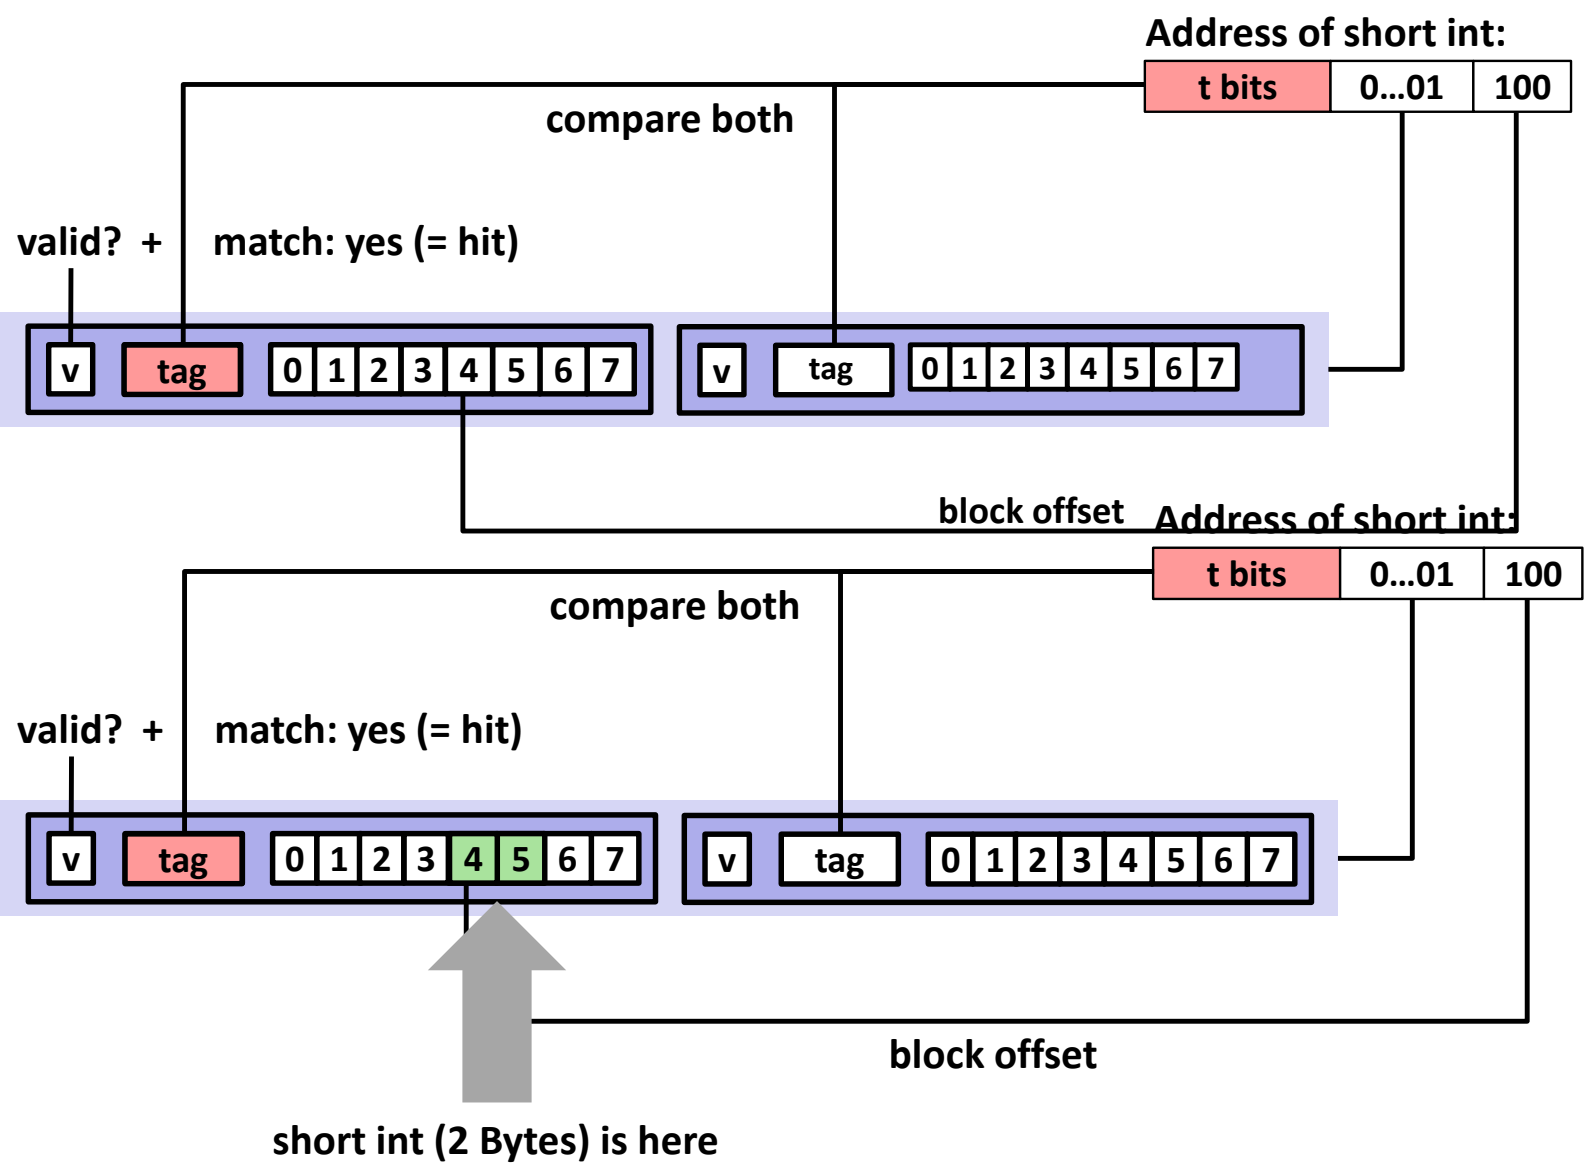 Address of short int:
t bits 0...01 100
compare both
valid? + match: yes (= hit)
v tag 0 1 2 3 4 5 6 7 v tag 0 1 2 3 4 5 6 7
block offset
Address of short int:
t bits 0...01 100
compare both
valid? + match: yes (= hit)
v tag 0 1 2 3 4 5 6 7 v tag 0 1 2 3 4 5 6 7
block offset
short int (2 Bytes) is here